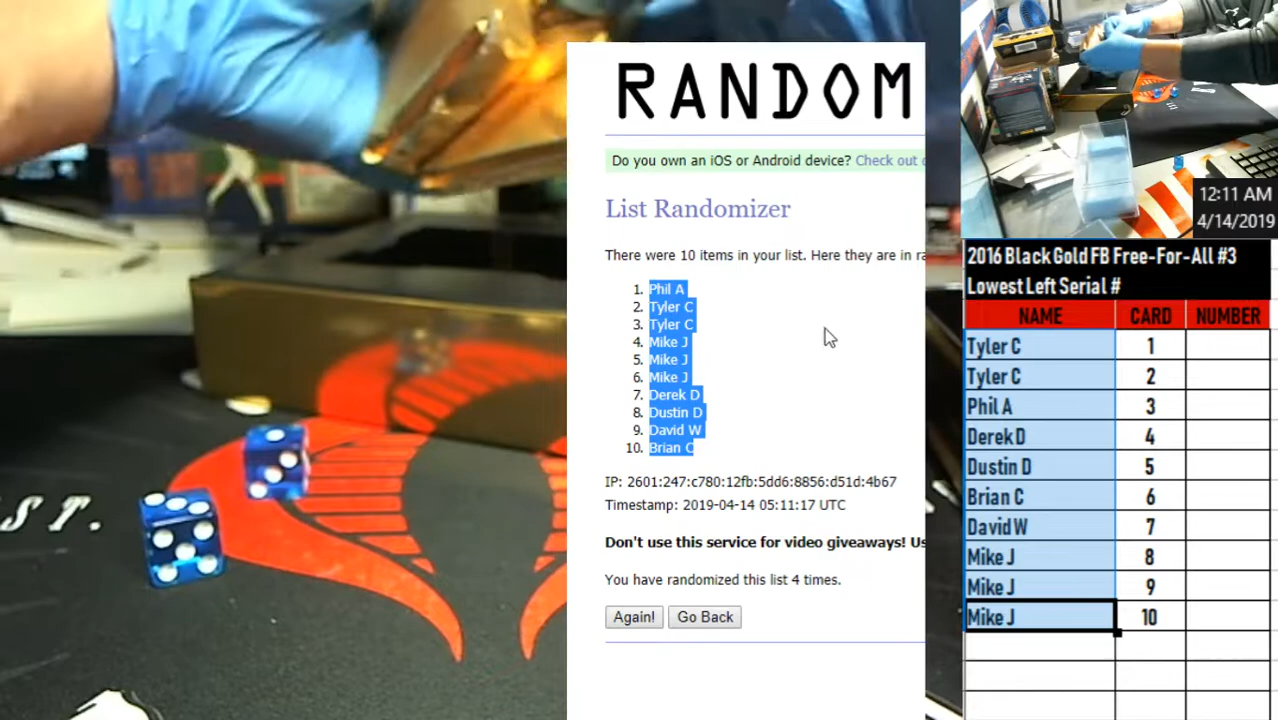 RANDOM
Do you own an iOS or Android device? Check out
List Randomizer
There were 10 items in your list. Here they are in ra
1. Phil A
2. Tyler C
3. Tyler C
4. Mike J
5. Mike J
6. Mike J
7. Derek D
8. Dustin D
9. David W
10. Brian C
IP: 2601:247:c780:12fb:5dd6:8856:d51d:4b67
Timestamp: 2019-04-14 05:11:17 UTC
Don't use this service for video giveaways! Us
You have randomized this list 4 times.
Again! Go Back
ST.
12:11 AM
4/14/2019
2016 Black Gold FB Free-For-All #3
Lowest Left Serial #
NAME CARD NUMBER
Tyler C 1
Tyler C 2
Phil A 3
Derek D 4
Dustin D 5
Brian C 6
David W 7
Mike J 8
Mike J 9
Mike J 10